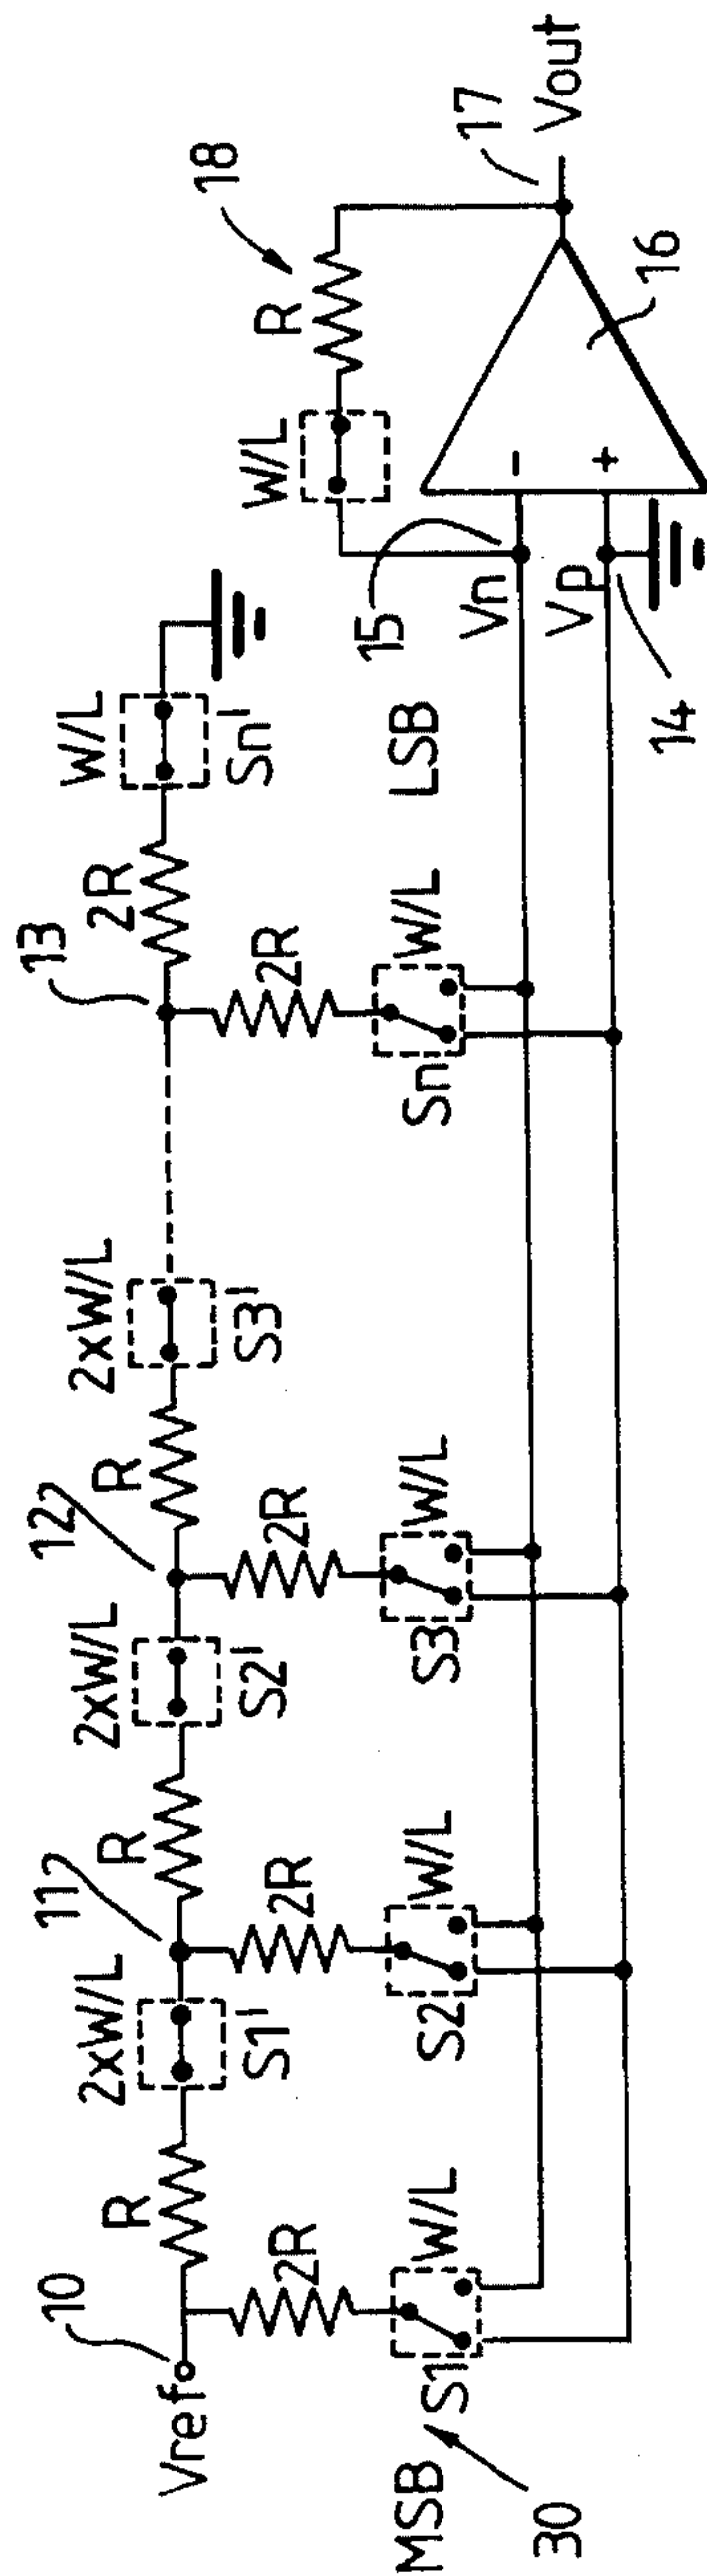 Vref
10
R
2xW/L
S1'
11
R
2xW/L
S2'
12
R
2xW/L
S3'
13
2R
W/L
Sn'
2R
2R
2R
2R
MSB
30
S1
W/L
S2
W/L
S3
W/L
Sn
W/L
LSB
W/L
R
18
15
Vn
Vp
14
-
+
16
17
Vout